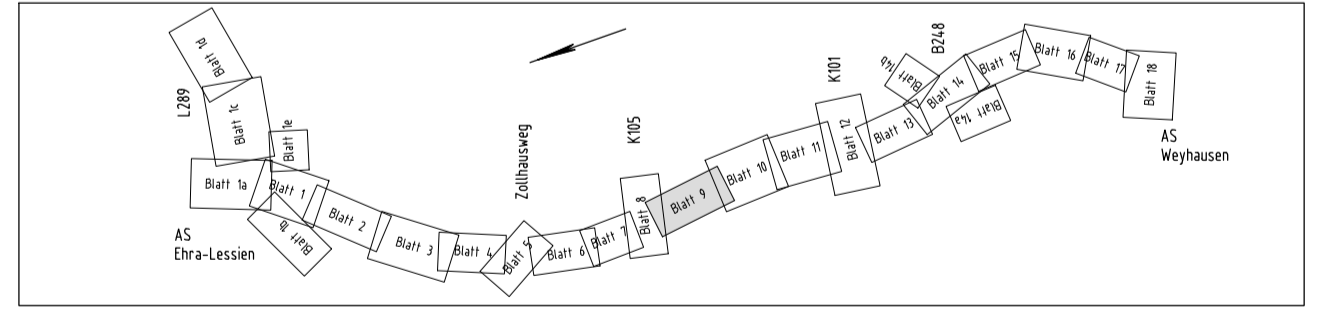 Blatt 1d
L289
Blatt 1c
Blatt 1e
Blatt 1a
Blatt 1
Blatt 1b
AS
Ehra-Lessien
Blatt 2
Blatt 3
Blatt 4
Blatt 5
Zollhausweg
Blatt 6
Blatt 7
K105
Blatt 8
Blatt 9
Blatt 10
Blatt 11
K101
Blatt 12
Blatt 13
Blatt 14b
B248
Blatt 14
Blatt 14a
Blatt 15
Blatt 16
Blatt 17
Blatt 18
AS
Weyhausen